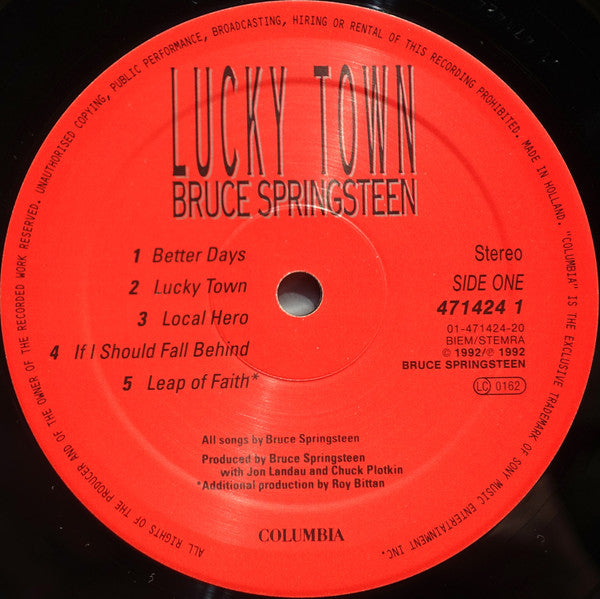 ALL RIGHTS OF THE PRODUCER AND OF THE OWNER OF THE RECORDED WORK RESERVED. UNAUTHORISED COPYING, PUBLIC PERFORMANCE, BROADCASTING, HIRING OR RENTAL OF THIS RECORDING PROHIBITED. MADE IN HOLLAND. "COLUMBIA" IS THE EXCLUSIVE TRADEMARK OF SONY MUSIC ENTERTAINMENT INC.
LUCKY TOWN
BRUCE SPRINGSTEEN
1 Better Days
2 Lucky Town
3 Local Hero
4 If I Should Fall Behind
5 Leap of Faith*
Stereo
SIDE ONE
471424 1
01-471424-20
BIEM/STEMRA
© 1992/℗ 1992
BRUCE SPRINGSTEEN
LC 0162
All songs by Bruce Springsteen
Produced by Bruce Springsteen
with Jon Landau and Chuck Plotkin
*Additional production by Roy Bittan
COLUMBIA